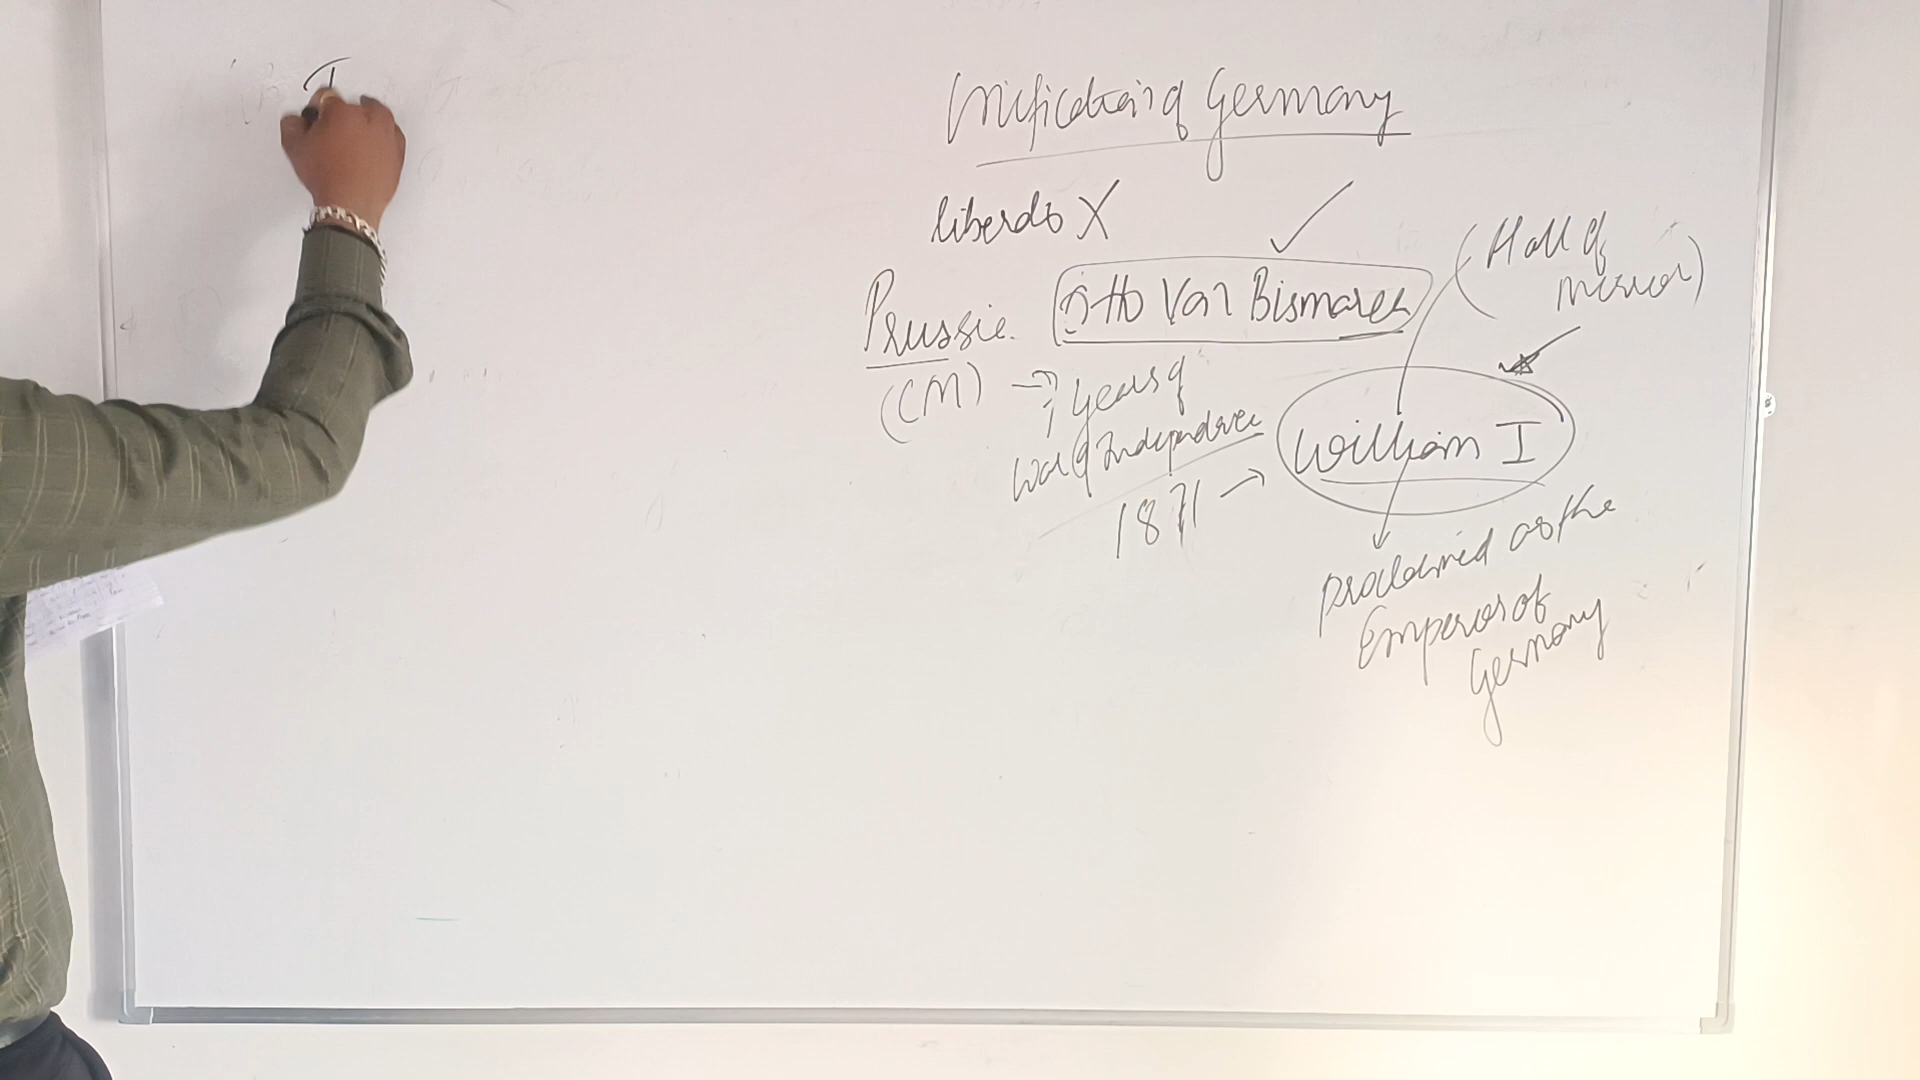 I
Unification of Germany
liberals X
(Hall of
mirror)
Prussia. Otto Von Bismarck
(CM) → 7 years of
war of Independence
William I
1871 →
proclaimed as the
Emperor of
Germany